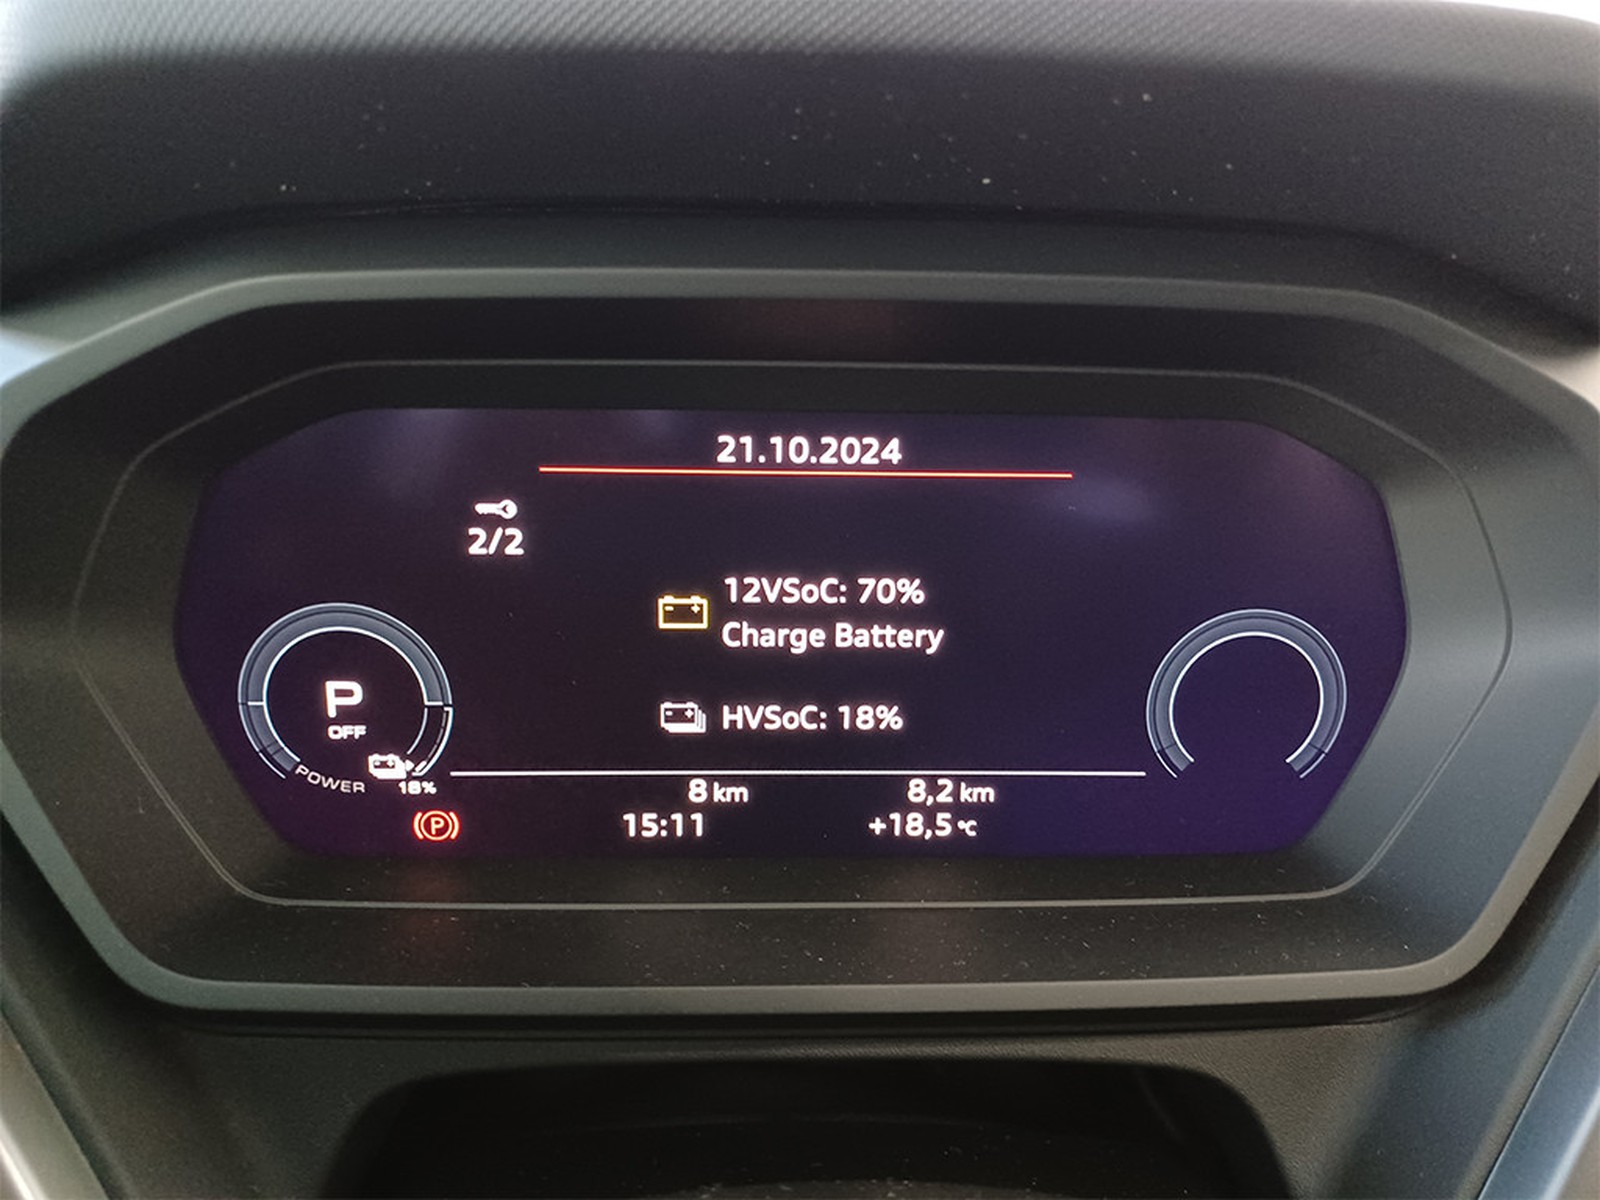 21.10.2024
2/2
12VSoC: 70%
Charge Battery
HVSoC: 18%
P
OFF
POWER
18%
8 km
8,2 km
P
15:11
+18,5 °C